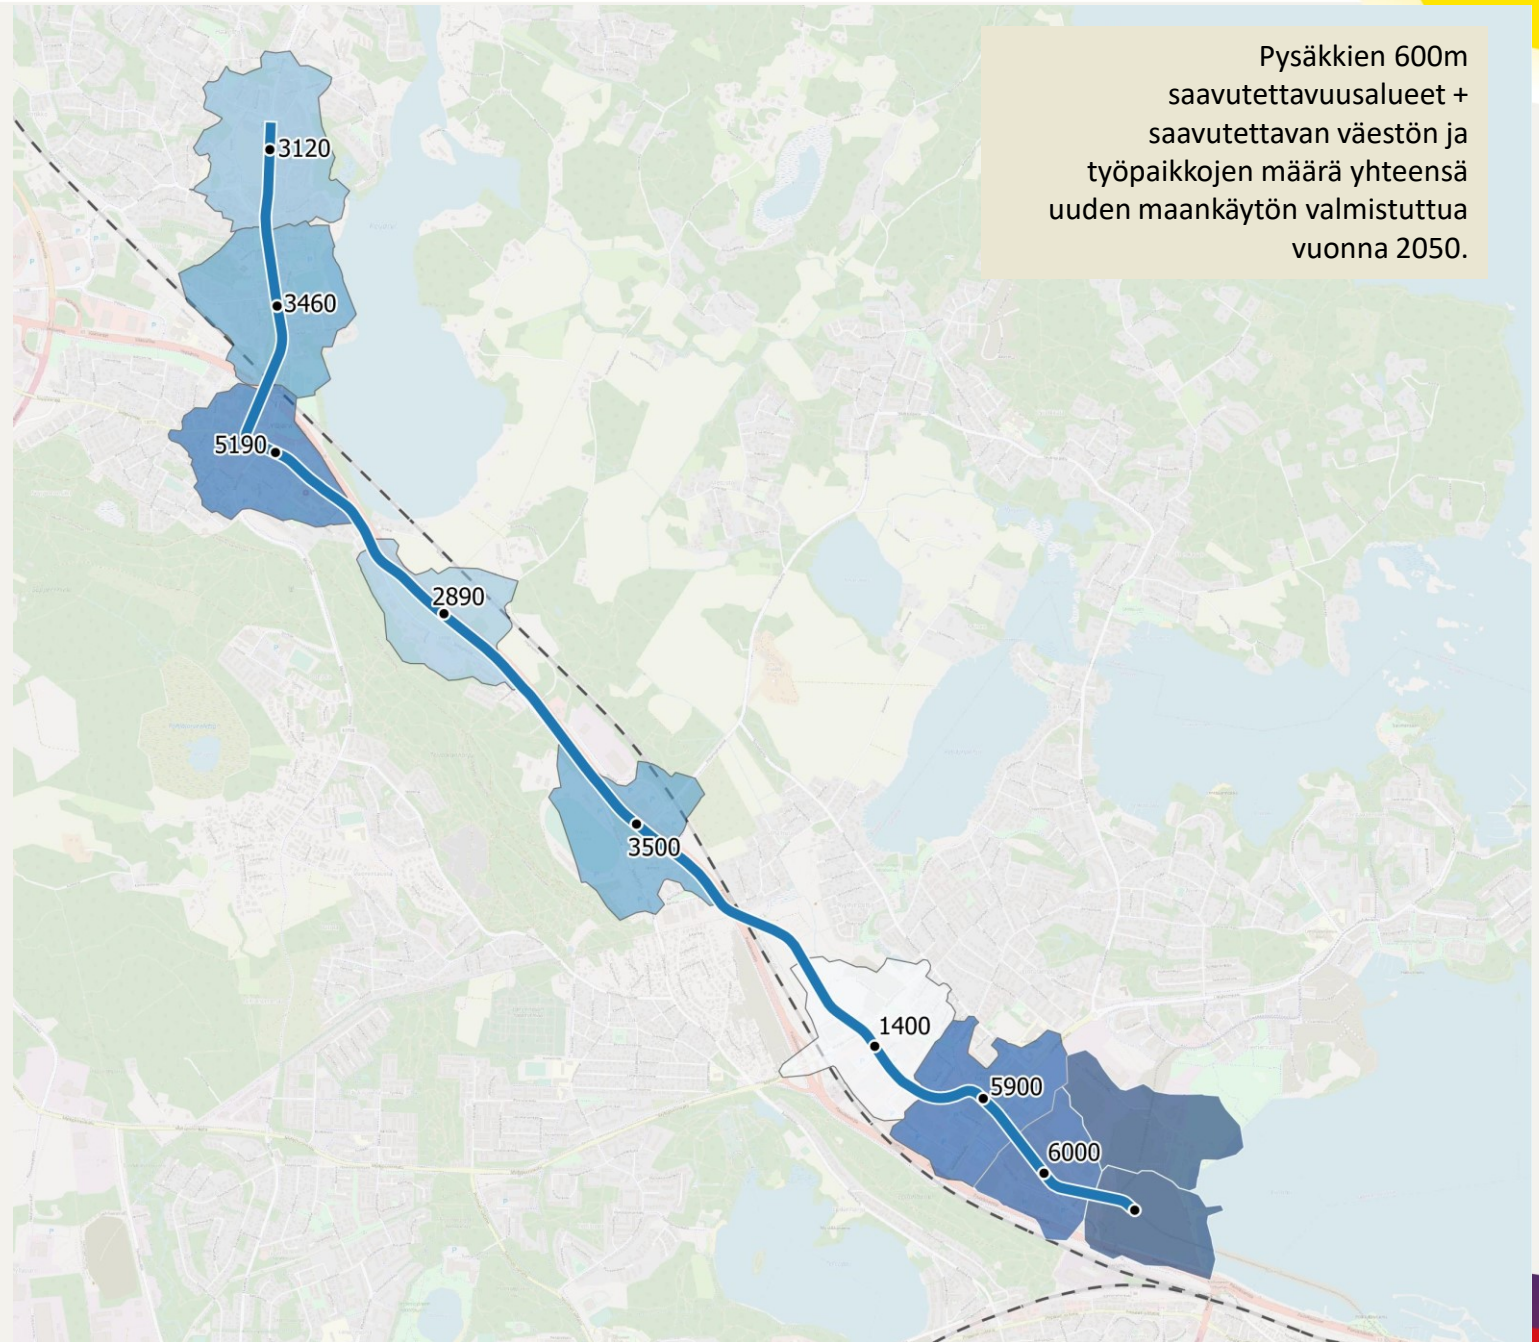 Pysäkkien 600m
saavutettavuusalueet +
saavutettavan väestön ja
työpaikkojen määrä yhteensä
uuden maankäytön valmistuttua
vuonna 2050.
3120
3460
5190
2890
3500
1400
5900
6000